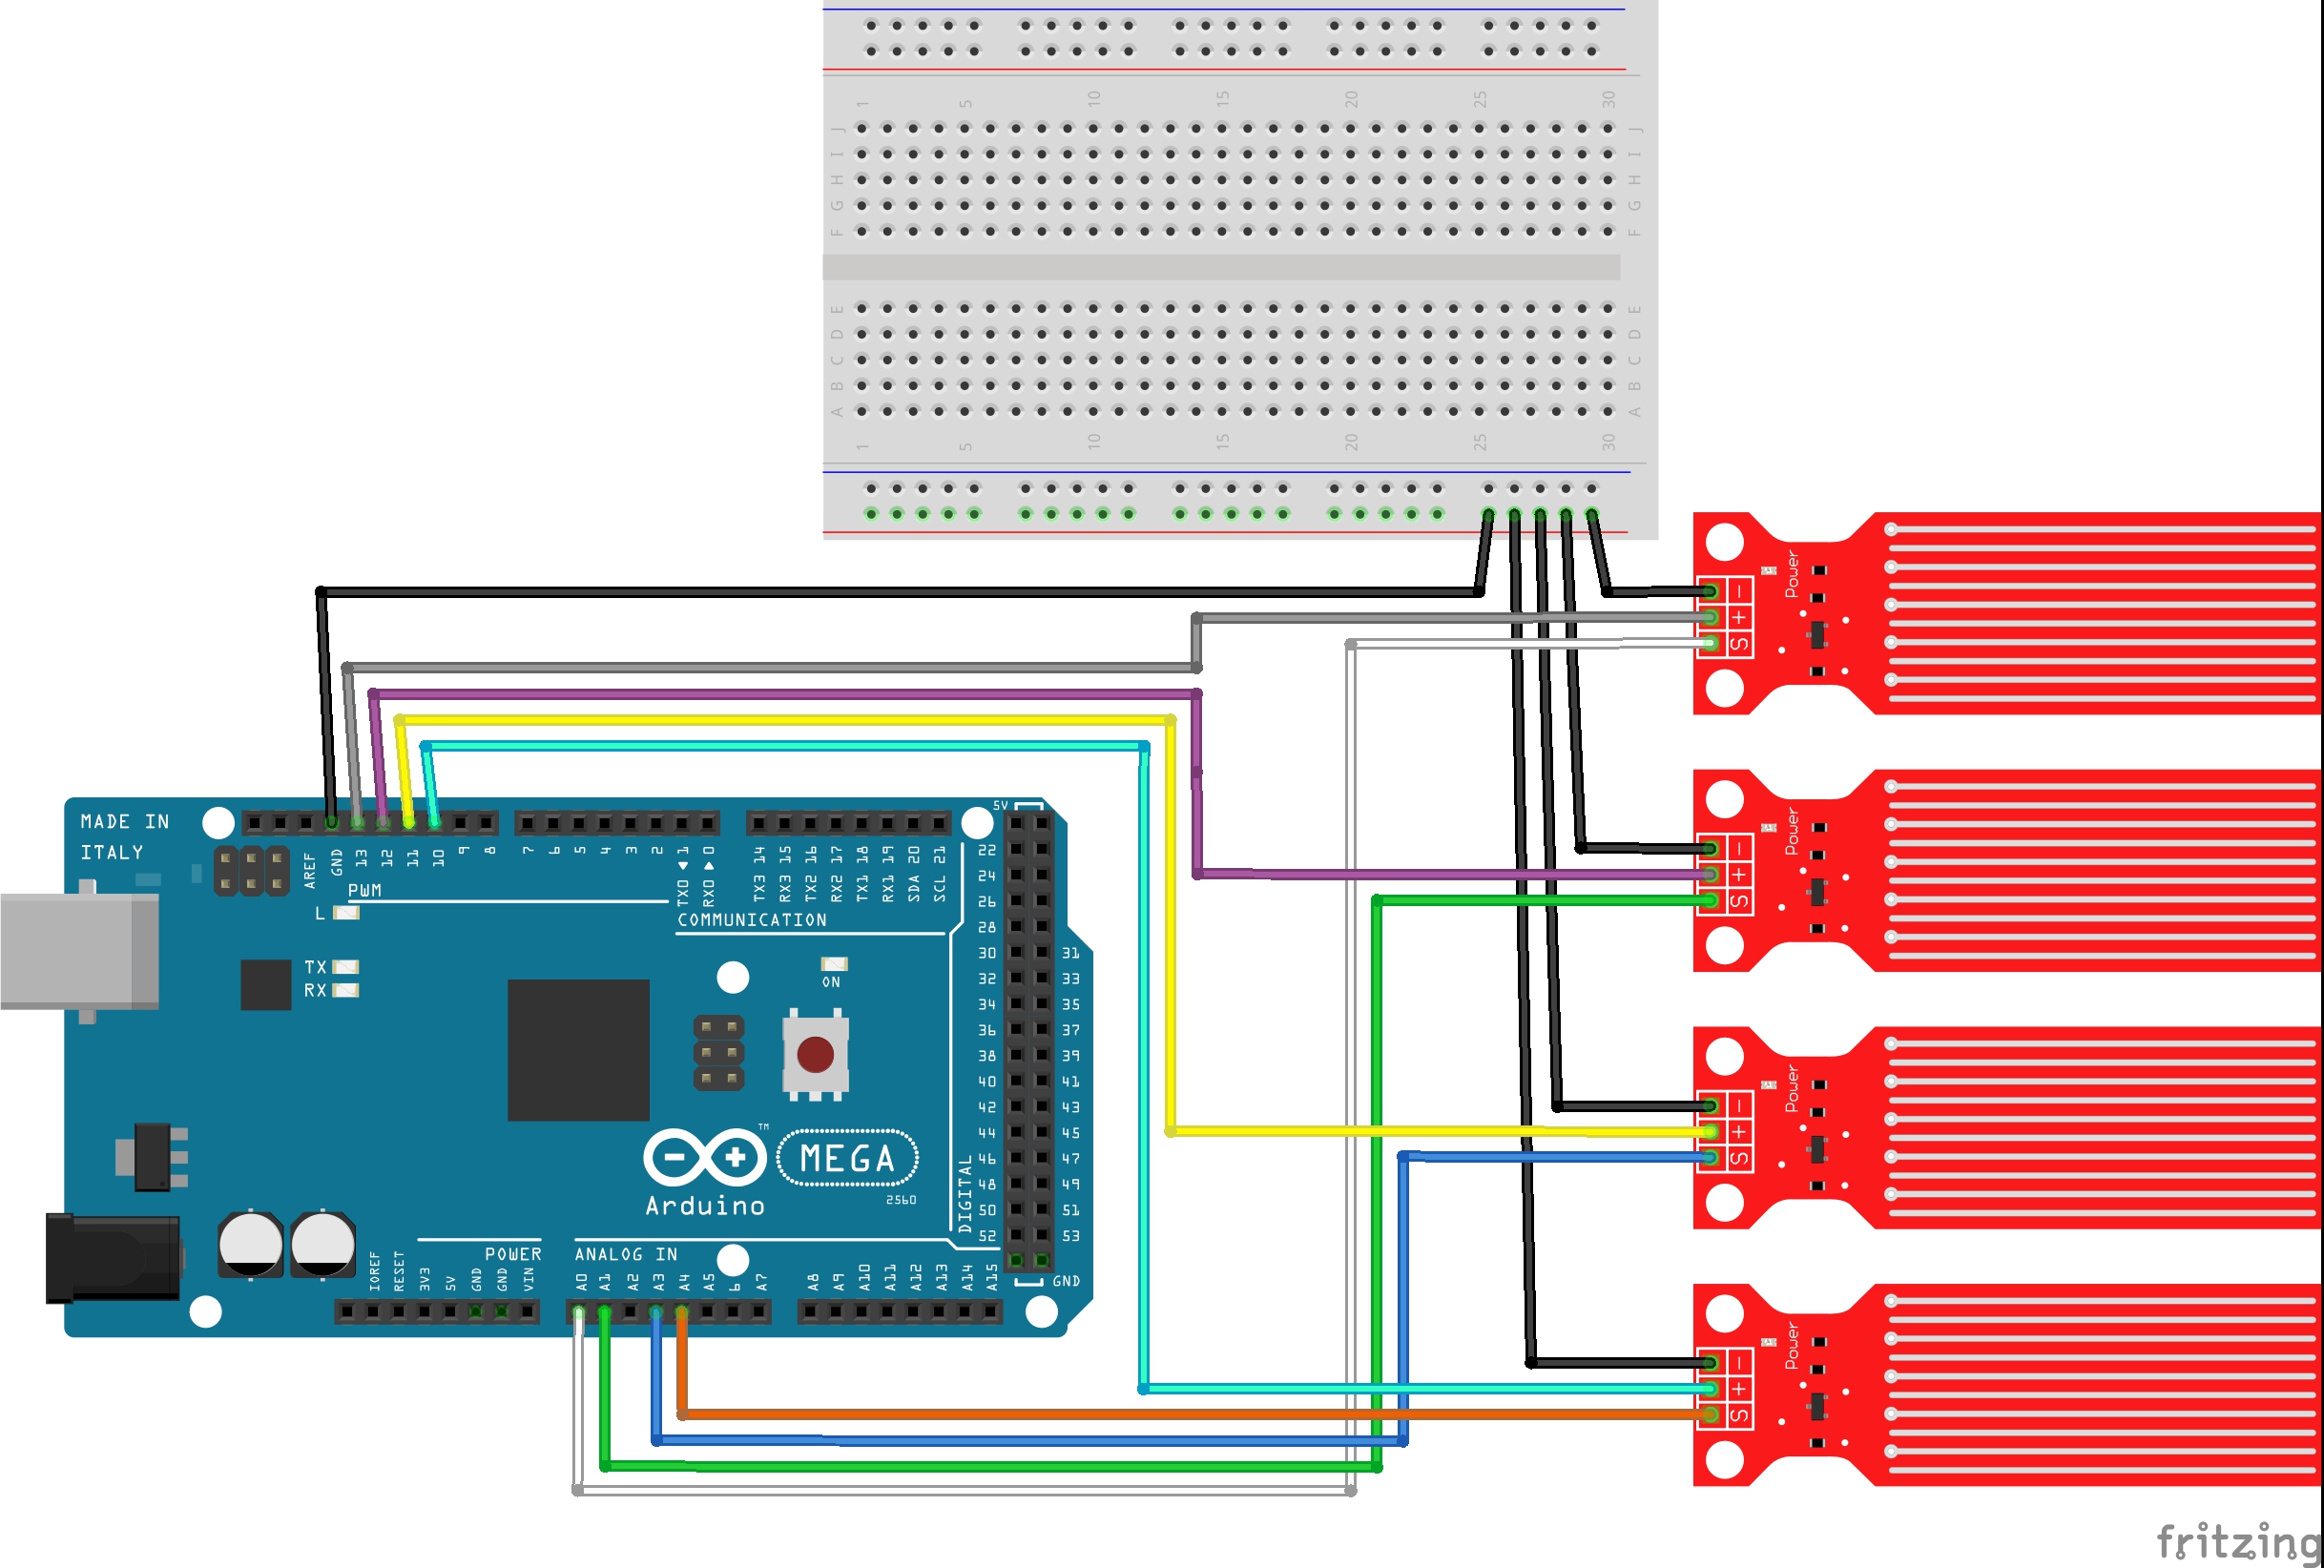 1 5 10 15 20 25 30
J J
I I
H H
G G
F F
E E
D D
C C
B B
A A
1 5 10 15 20 25 30
Power
-
+
S
Power
-
+
S
Power
-
+
S
Power
-
+
S
MADE IN
ITALY
AREF GND 13 12 11 10 9 8 7 6 5 4 3 2 TX0 1 RX0 0 TX3 14 RX3 15 TX2 16 RX2 17 TX1 18 RX1 19 SDA 20 SCL 21
PWM
COMMUNICATION
L
TX
RX
ON
5V
22
24
26
28
30 31
32 33
34 35
36 37
38 39
40 41
42 43
44 45
46 47
48 49
50 51
52 53
GND
DIGITAL
TM
MEGA
2560
Arduino
POWER ANALOG IN
IOREF RESET 3V3 5V GND GND VIN A0 A1 A2 A3 A4 A5 6 A7 A8 A9 A10 A11 A12 A13 A14 A15
fritzing